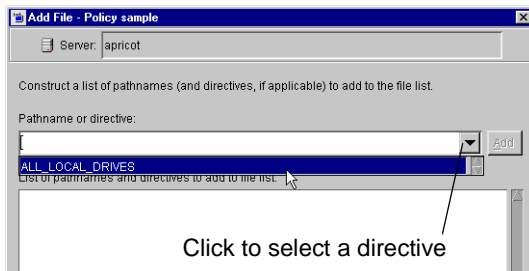 Add File - Policy sample
Server: apricot
Construct a list of pathnames (and directives, if applicable) to add to the file list.
Pathname or directive:
[
Add
ALL_LOCAL_DRIVES
List of pathnames and directives to add to file list:
Click to select a directive